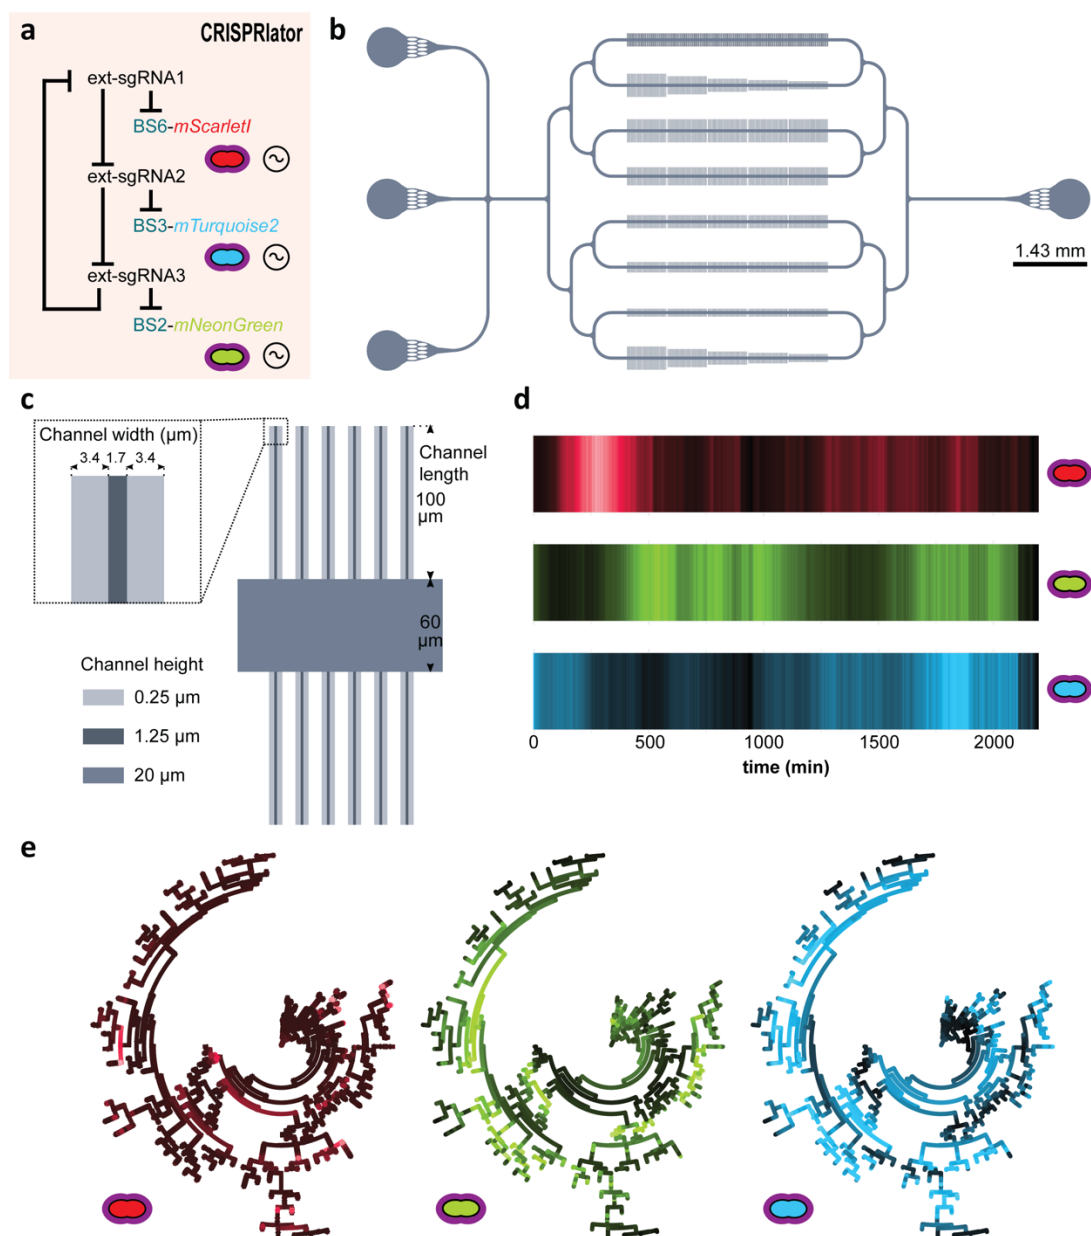 a
CRISPRlator
ext-sgRNA1
BS6-mScarletI
ext-sgRNA2
BS3-mTurquoise2
ext-sgRNA3
BS2-mNeonGreen
b
1.43 mm
c
Channel width (µm)
3.4 1.7 3.4
Channel
length
100
µm
60
µm
Channel height
0.25 µm
1.25 µm
20 µm
d
0 500 1000 1500 2000
time (min)
e